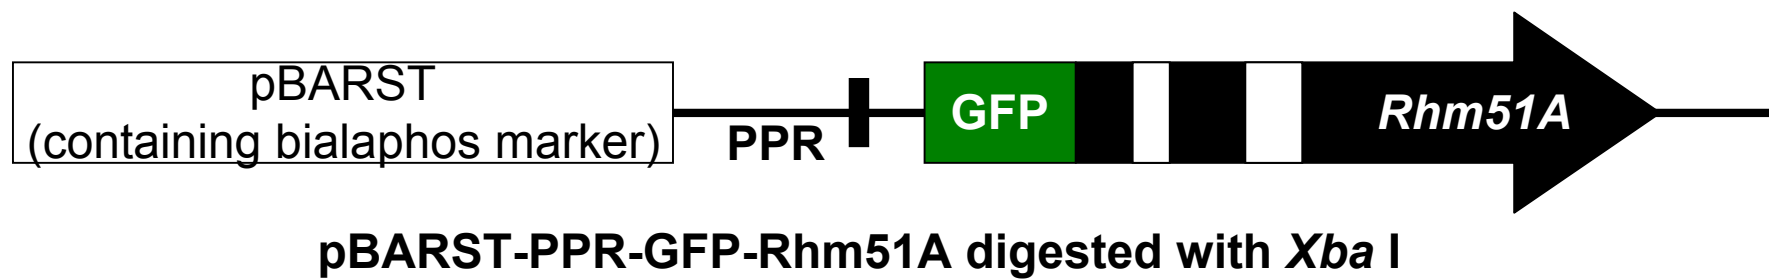 pBARST
(containing bialaphos marker)
PPR
GFP
Rhm51A
pBARST-PPR-GFP-Rhm51A digested with Xba I